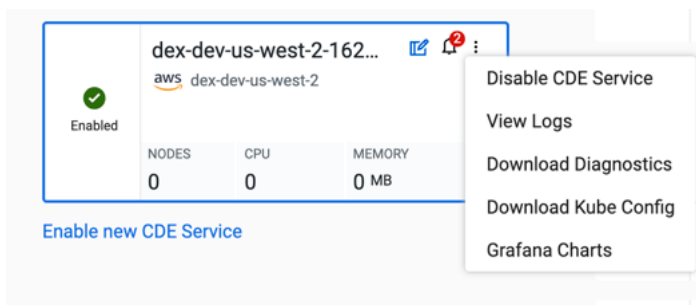 dex-dev-us-west-2-162...
2
aws dex-dev-us-west-2
Enabled
NODES CPU MEMORY
0 0 0 MB
Enable new CDE Service
Disable CDE Service
View Logs
Download Diagnostics
Download Kube Config
Grafana Charts